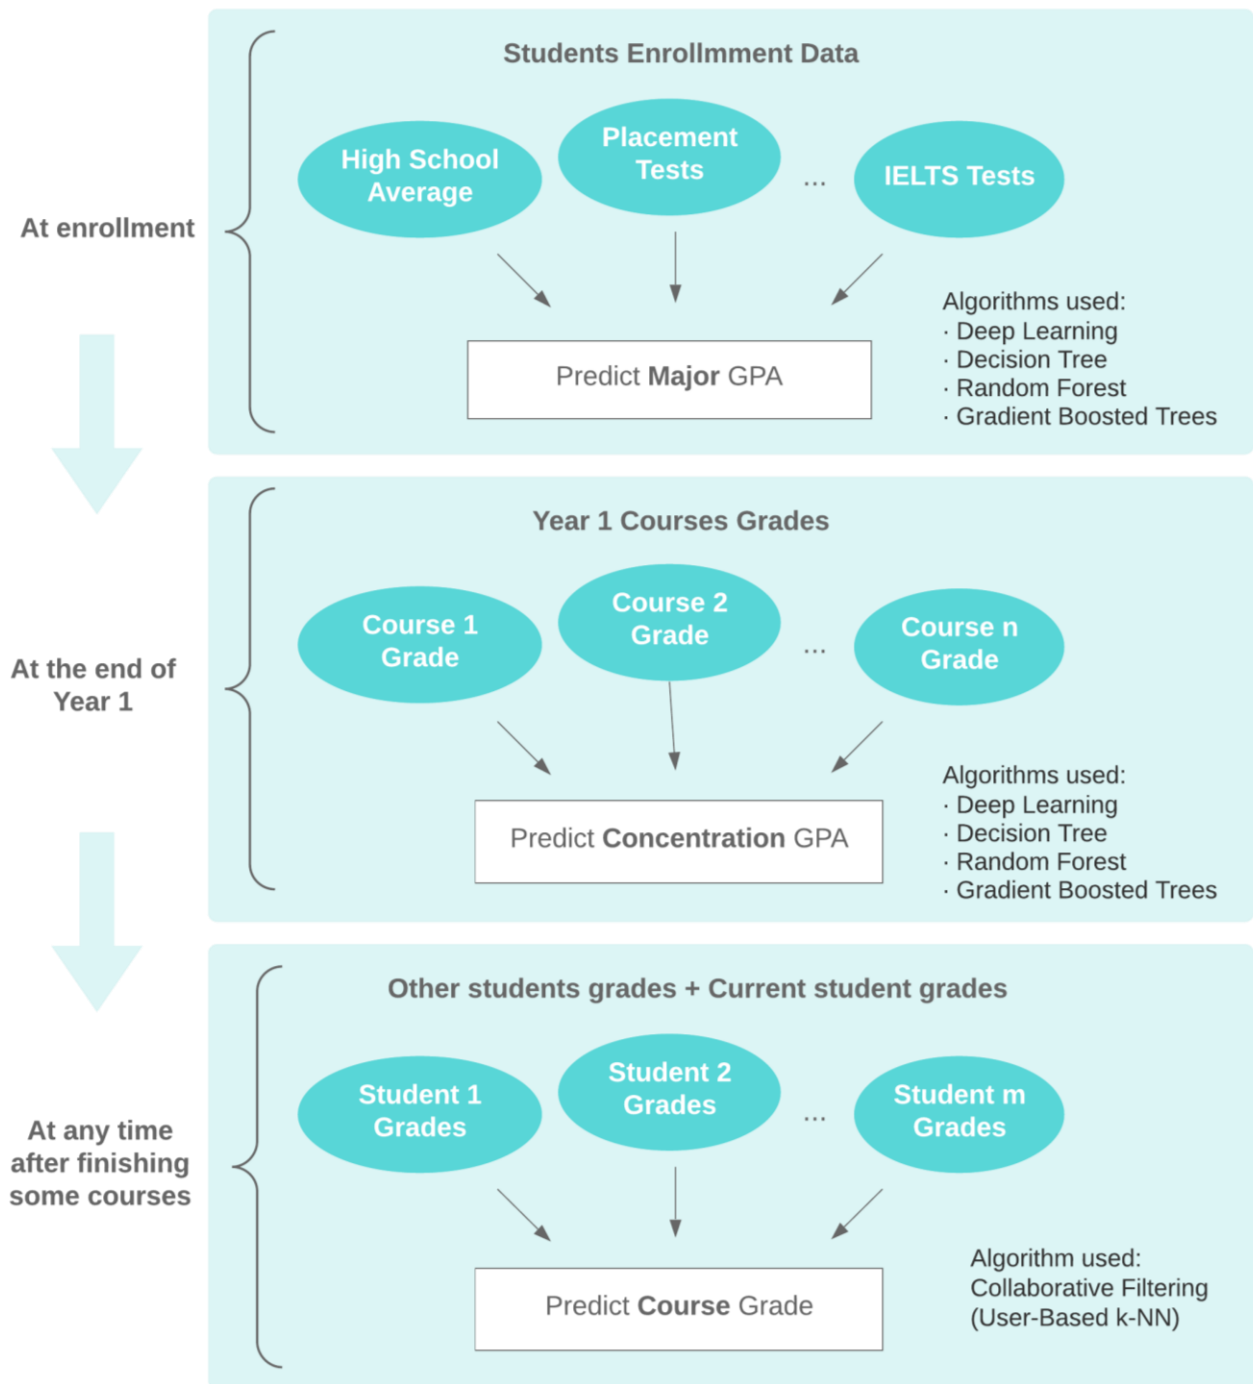 Students Enrollmment Data
High School
Average
Placement
Tests
...
IELTS Tests
At enrollment
Predict Major GPA
Algorithms used:
· Deep Learning
· Decision Tree
· Random Forest
· Gradient Boosted Trees
Year 1 Courses Grades
Course 1
Grade
Course 2
Grade
...
Course n
Grade
At the end of
Year 1
Predict Concentration GPA
Algorithms used:
· Deep Learning
· Decision Tree
· Random Forest
· Gradient Boosted Trees
Other students grades + Current student grades
Student 1
Grades
Student 2
Grades
...
Student m
Grades
At any time
after finishing
some courses
Predict Course Grade
Algorithm used:
Collaborative Filtering
(User-Based k-NN)